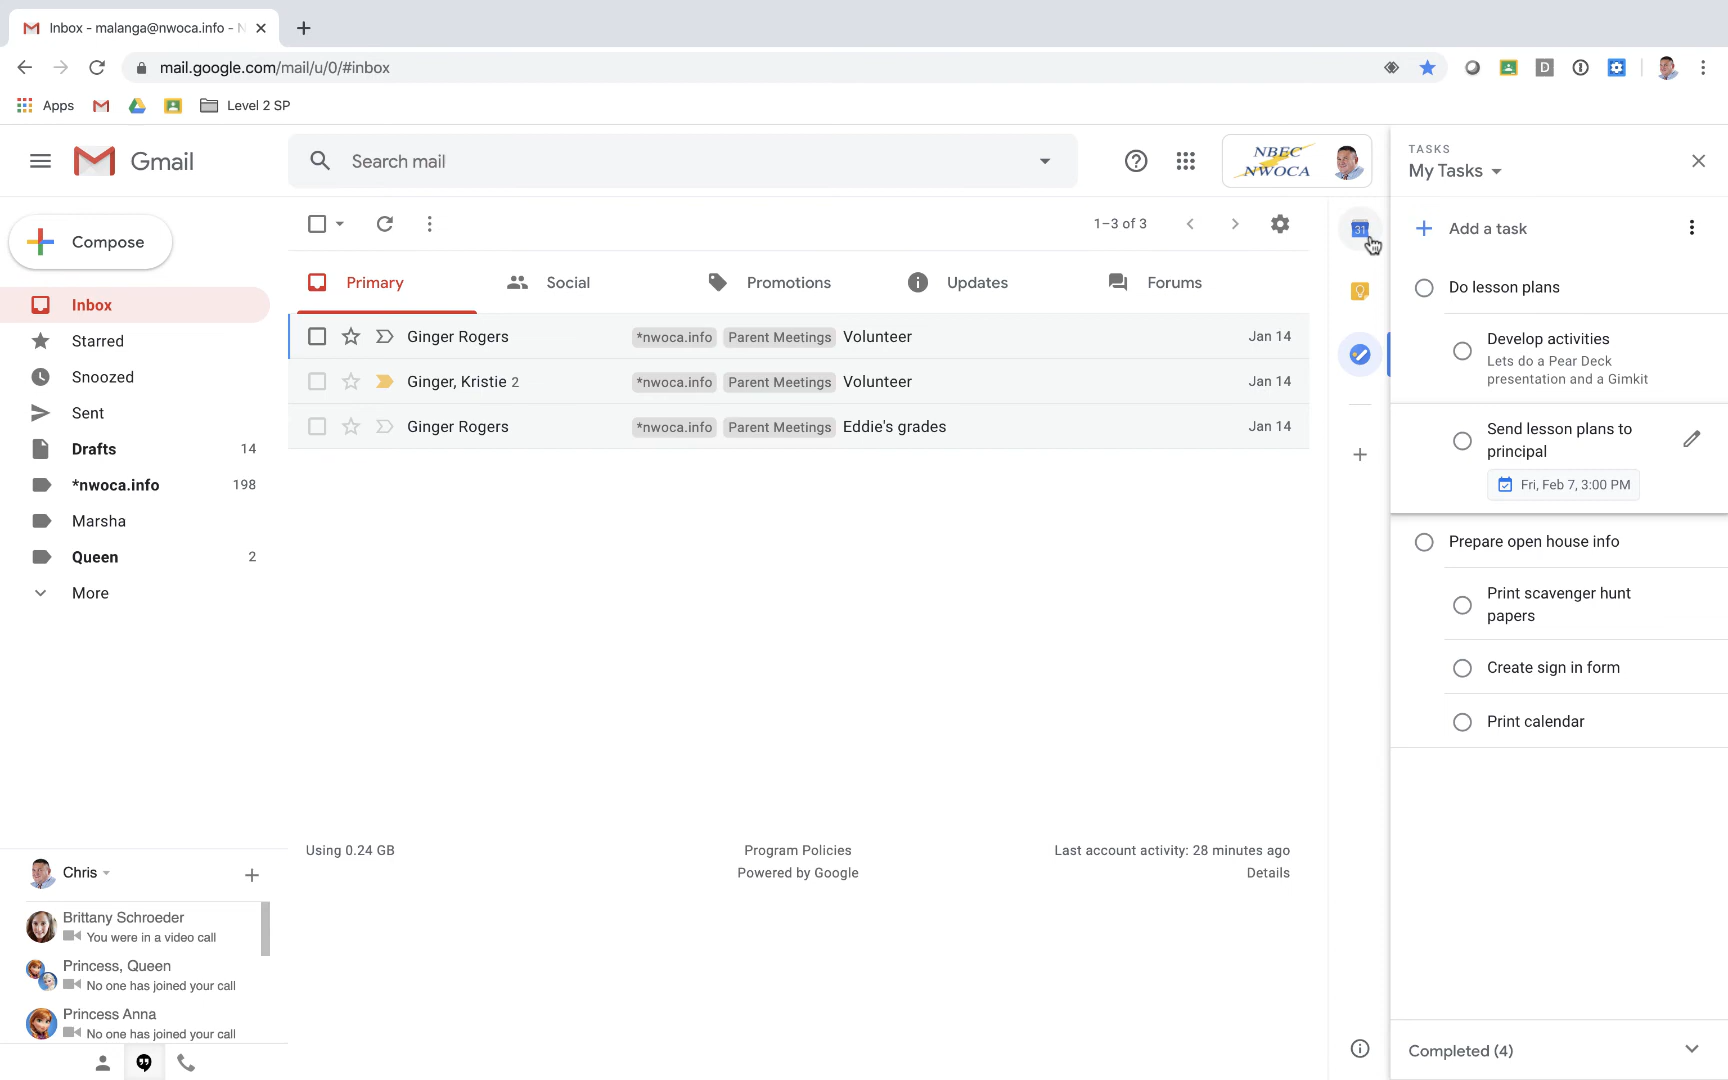 Inbox - malanga@nwoca.info - N
mail.google.com/mail/u/0/#inbox
Apps
Level 2 SP
Gmail
Search mail
NBEC
NWOCA
TASKS
My Tasks
Compose
1–3 of 3
31
Add a task
Inbox
Starred
Snoozed
Sent
Drafts 14
*nwoca.info 198
Marsha
Queen 2
More
Primary
Social
Promotions
Updates
Forums
Ginger Rogers *nwoca.info Parent Meetings Volunteer Jan 14
Ginger, Kristie 2 *nwoca.info Parent Meetings Volunteer Jan 14
Ginger Rogers *nwoca.info Parent Meetings Eddie's grades Jan 14
Do lesson plans
Develop activities
Lets do a Pear Deck
presentation and a Gimkit
Send lesson plans to
principal
Fri, Feb 7, 3:00 PM
Prepare open house info
Print scavenger hunt
papers
Create sign in form
Print calendar
Using 0.24 GB
Program Policies
Powered by Google
Last account activity: 28 minutes ago
Details
Chris
Brittany Schroeder
You were in a video call
Princess, Queen
No one has joined your call
Princess Anna
No one has joined your call
Completed (4)